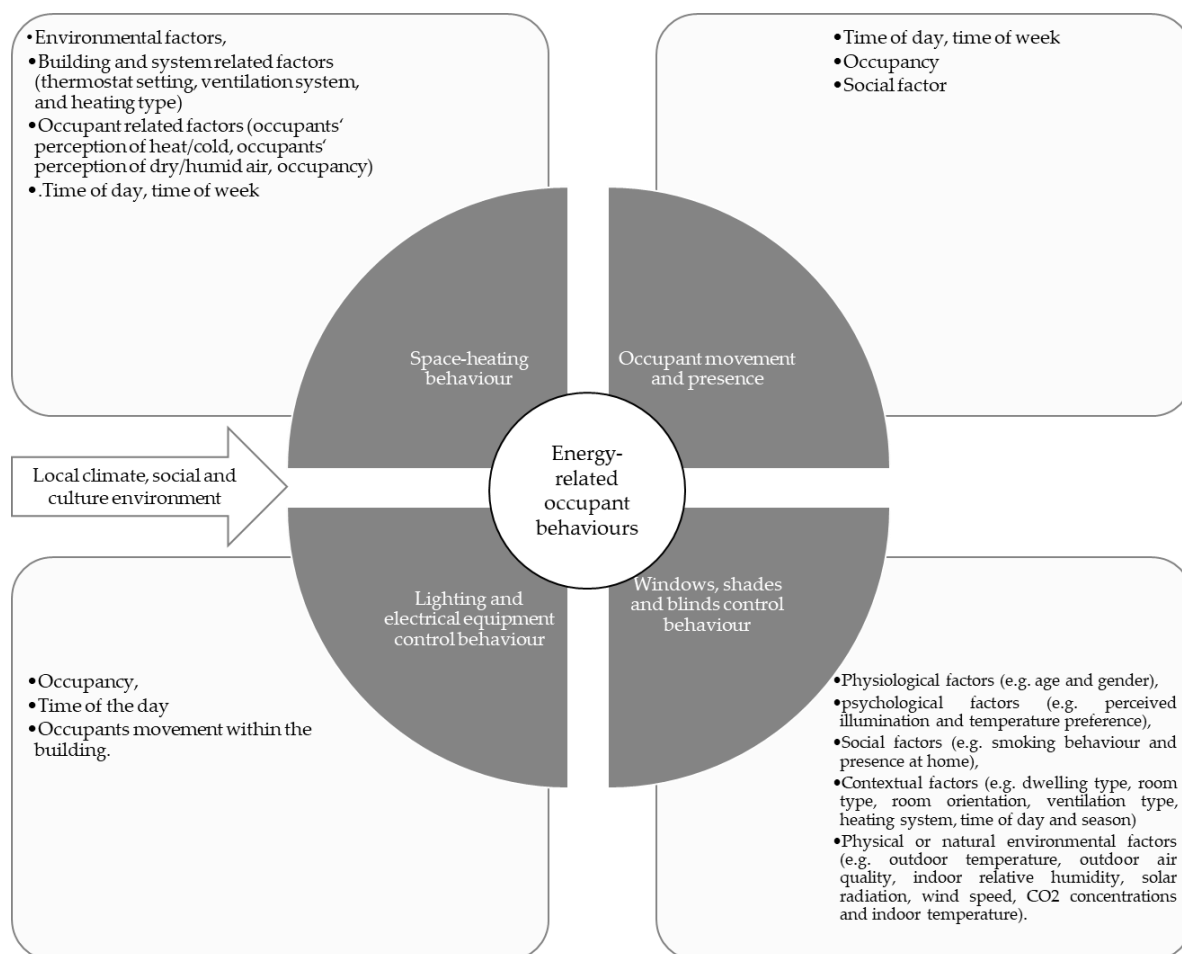 •Environmental factors,
•Building and system related factors
(thermostat setting, ventilation system,
and heating type)
•Occupant related factors (occupants‘
perception of heat/cold, occupants‘
perception of dry/humid air, occupancy)
•.Time of day, time of week
•Time of day, time of week
•Occupancy
•Social factor
Space-heating
behaviour
Occupant movement
and presence
Local climate, social and
culture environment
Energy-
related
occupant
behaviours
Lighting and
electrical equipment
control behaviour
Windows, shades
and blinds control
behaviour
•Occupancy,
•Time of the day
•Occupants movement within the
building.
•Physiological factors (e.g. age and gender),
•psychological factors (e.g. perceived
illumination and temperature preference),
•Social factors (e.g. smoking behaviour and
presence at home),
•Contextual factors (e.g. dwelling type, room
type, room orientation, ventilation type,
heating system, time of day and season)
•Physical or natural environmental factors
(e.g. outdoor temperature, outdoor air
quality, indoor relative humidity, solar
radiation, wind speed, CO2 concentrations
and indoor temperature).